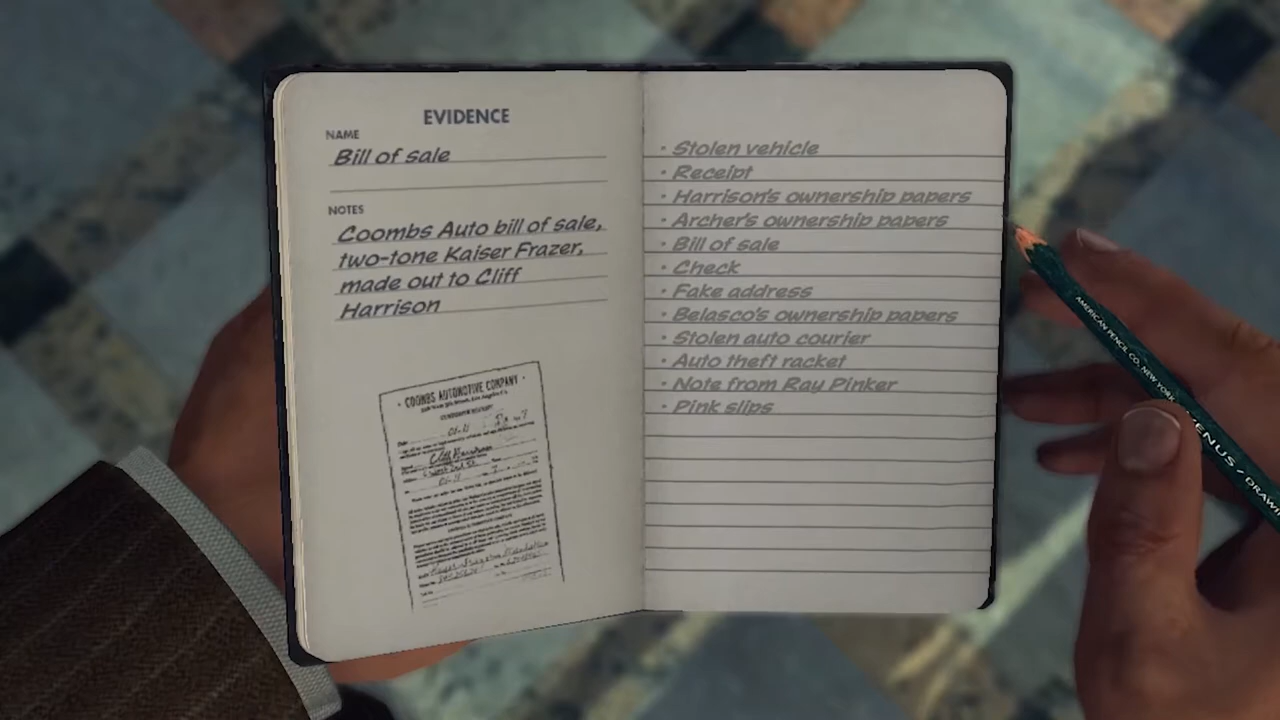 EVIDENCE
NAME
Bill of sale
NOTES
Coombs Auto bill of sale,
two-tone Kaiser Frazer,
made out to Cliff
Harrison
· COOMBS AUTOMOTIVE COMPANY ·
Cliff Harrison
• Stolen vehicle
• Receipt
• Harrison's ownership papers
• Archer's ownership papers
• Bill of sale
• Check
• Fake address
• Belasco's ownership papers
• Stolen auto courier
• Auto theft racket
• Note from Ray Pinker
• Pink slips
AMERICAN PENCIL CO. NEW YORK
VENUS / DRAWIN